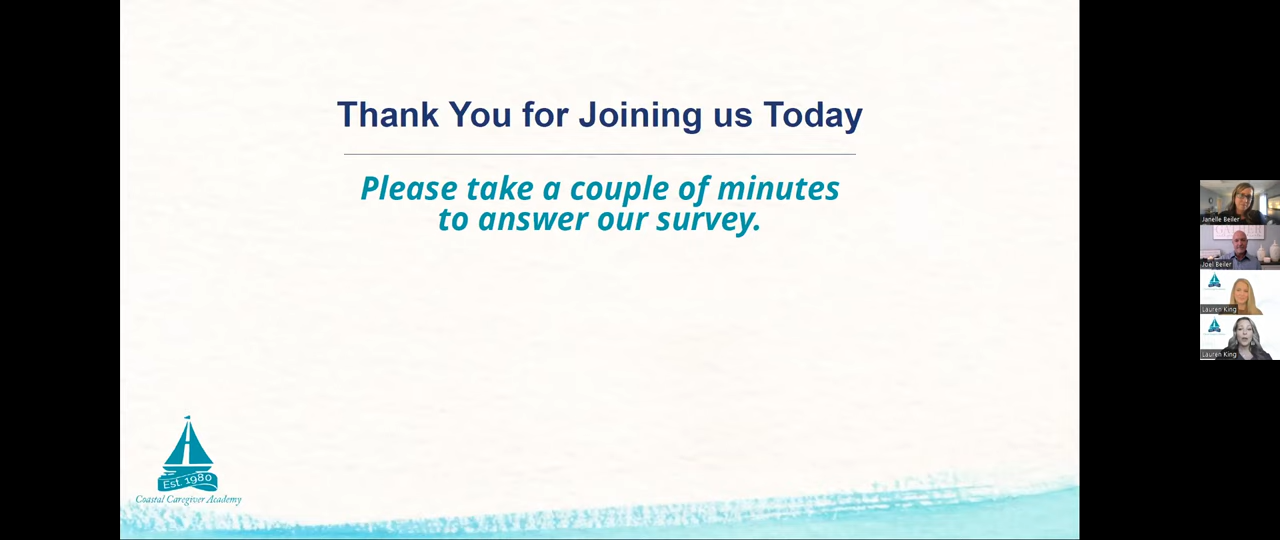 Thank You for Joining us Today
Please take a couple of minutes
to answer our survey.
Est 1980
Coastal Caregiver Academy
Janelle Beiler
Joel Beiler
Lauren King
Lauren King